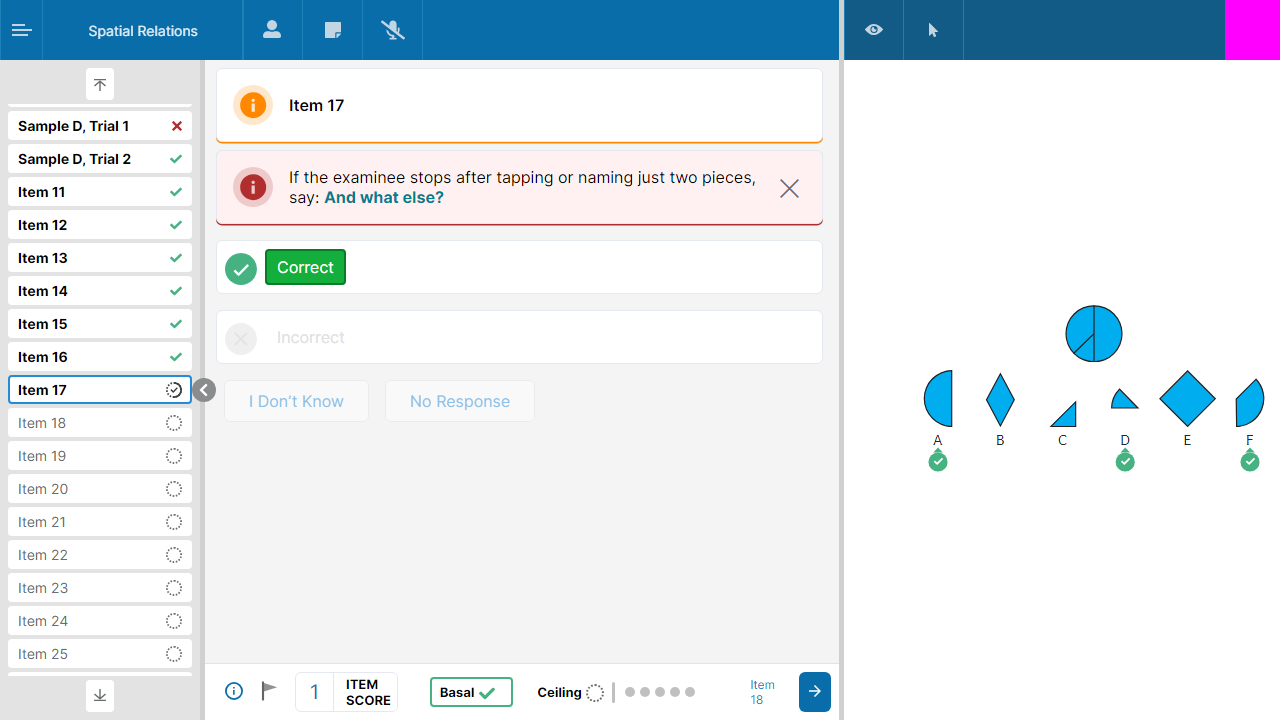 Spatial Relations
Sample D, Trial 1
Sample D, Trial 2
Item 11
Item 12
Item 13
Item 14
Item 15
Item 16
Item 17
Item 18
Item 19
Item 20
Item 21
Item 22
Item 23
Item 24
Item 25
Item 17
If the examinee stops after tapping or naming just two pieces,
say: And what else?
Correct
Incorrect
I Don’t Know
No Response
1
ITEM
SCORE
Basal
Ceiling
Item
18
A B C D E F